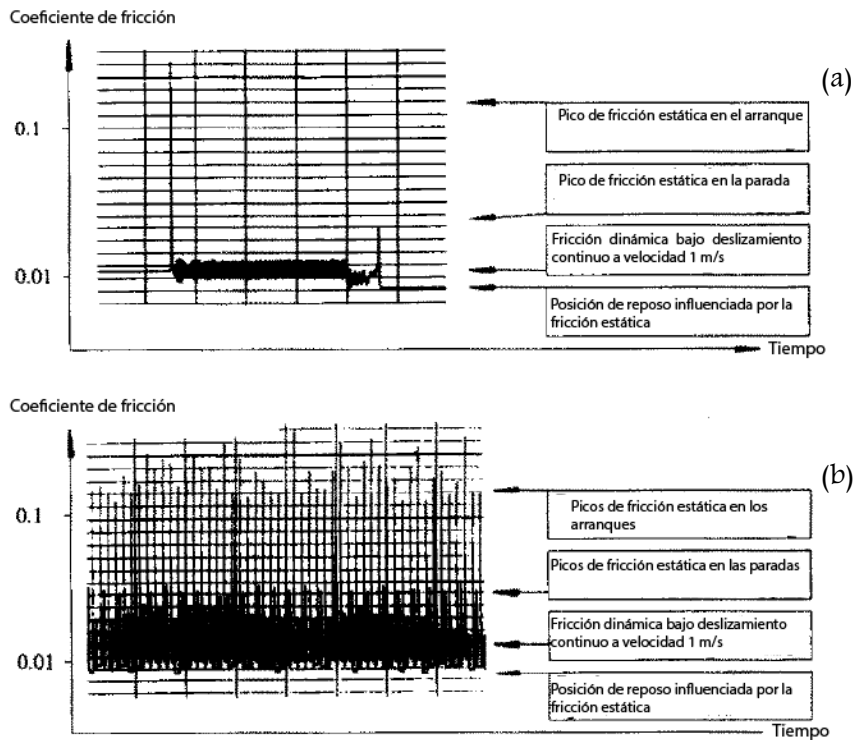 Coeficiente de fricción
(a)
0.1
Pico de fricción estática en el arranque
Pico de fricción estática en la parada
Fricción dinámica bajo deslizamiento
continuo a velocidad 1 m/s
0.01
Posición de reposo influenciada por la
fricción estática
Tiempo
Coeficiente de fricción
(b)
0.1
Picos de fricción estática en los
arranques
Picos de fricción estática en las paradas
Fricción dinámica bajo deslizamiento
continuo a velocidad 1 m/s
0.01
Posición de reposo influenciada por la
fricción estática
Tiempo